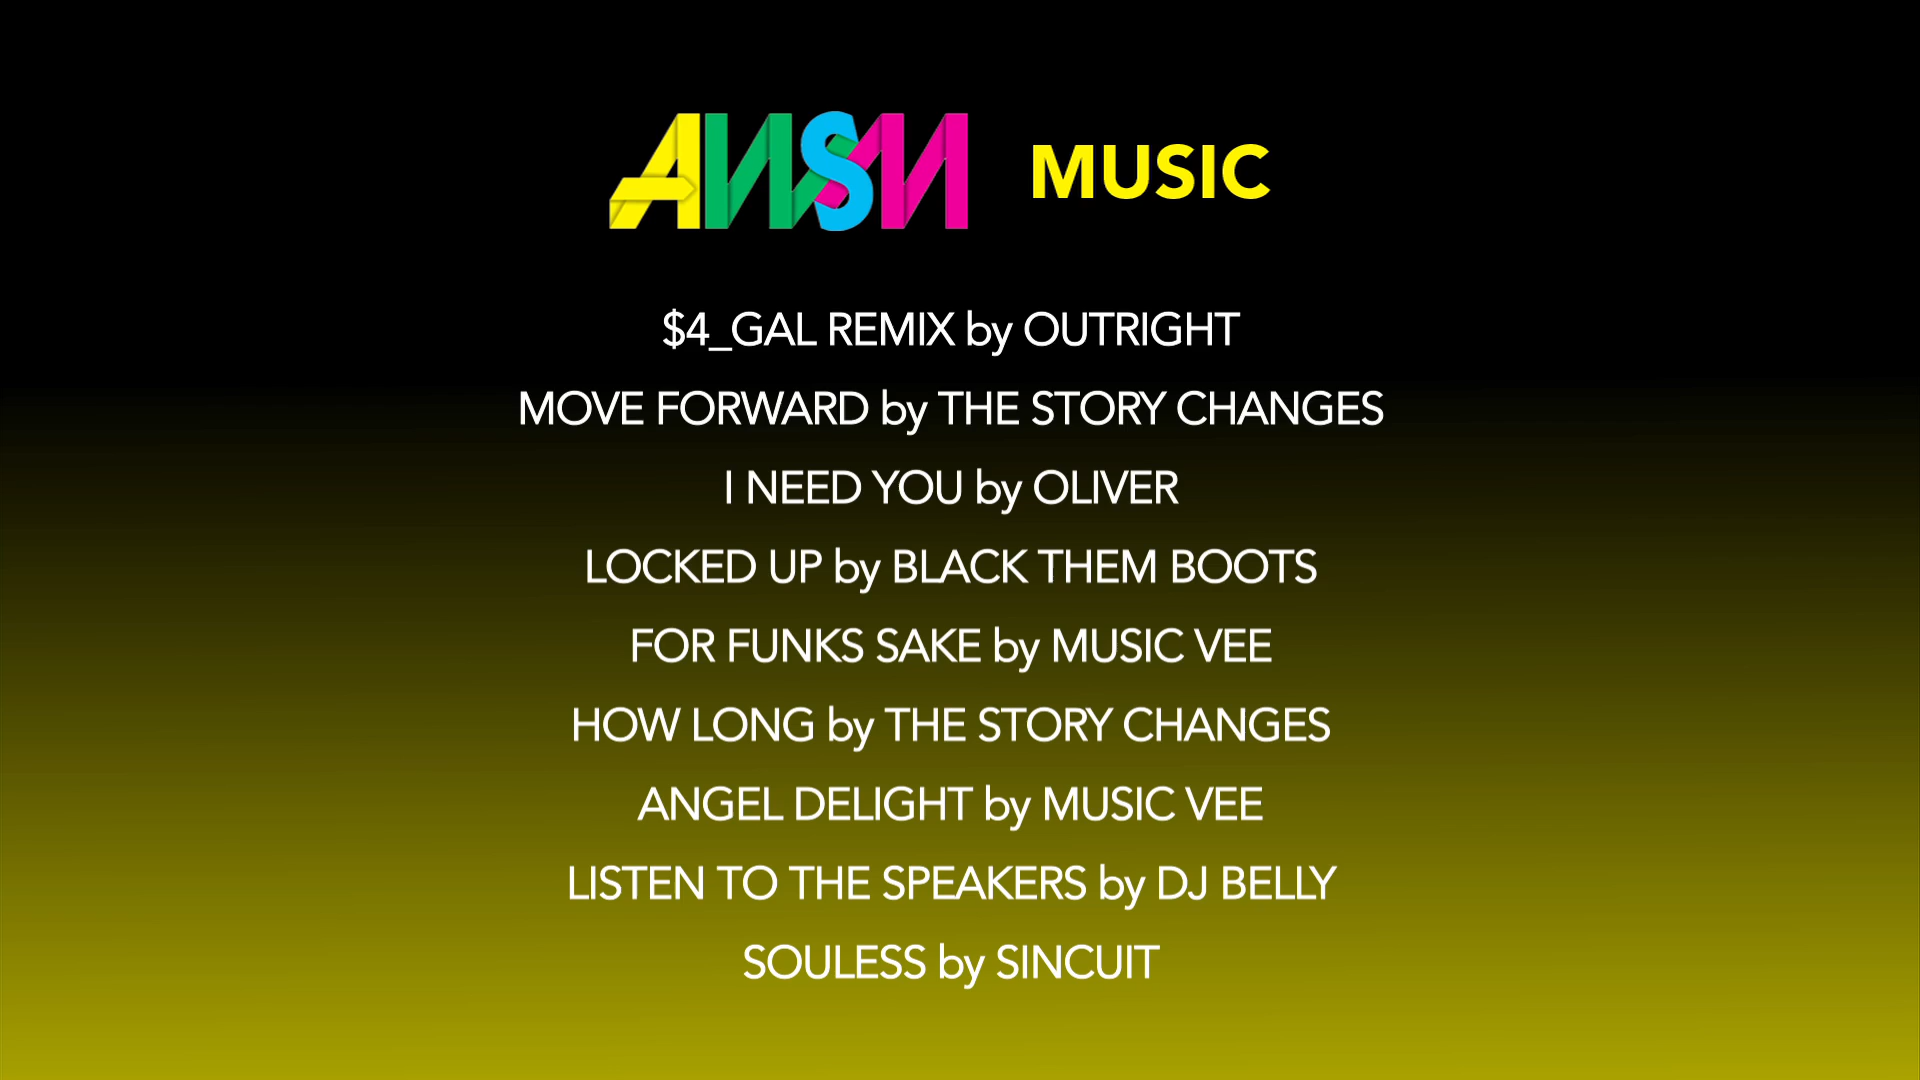 AWSM MUSIC
$4_GAL REMIX by OUTRIGHT
MOVE FORWARD by THE STORY CHANGES
I NEED YOU by OLIVER
LOCKED UP by BLACK THEM BOOTS
FOR FUNKS SAKE by MUSIC VEE
HOW LONG by THE STORY CHANGES
ANGEL DELIGHT by MUSIC VEE
LISTEN TO THE SPEAKERS by DJ BELLY
SOULESS by SINCUIT